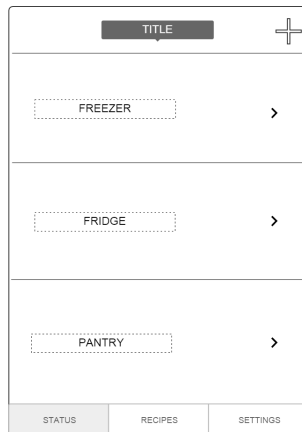 TITLE
FREEZER
FRIDGE
PANTRY
STATUS RECIPES SETTINGS